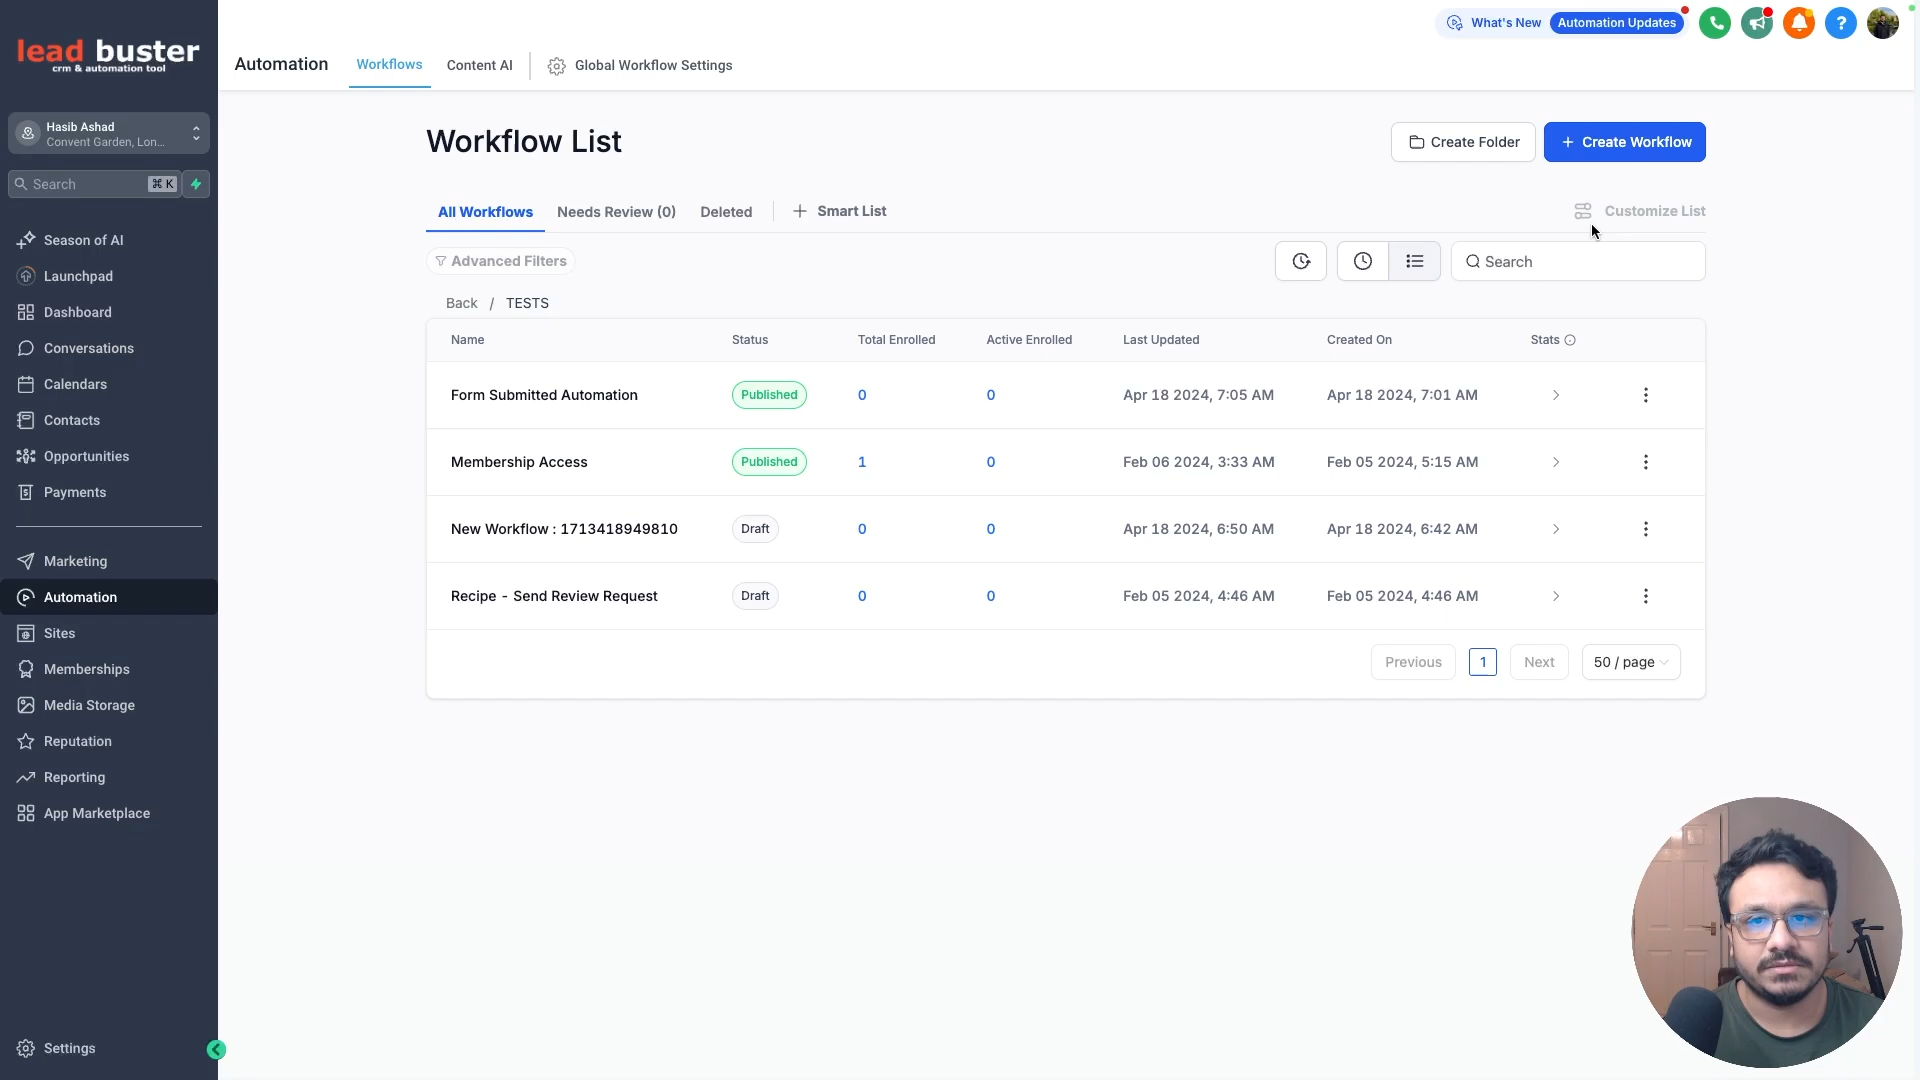 lead buster
crm & automation tool
Hasib Ashad
Convent Garden, Lon...
Search ⌘ K
Season of AI
Launchpad
Dashboard
Conversations
Calendars
Contacts
Opportunities
Payments
Marketing
Automation
Sites
Memberships
Media Storage
Reputation
Reporting
App Marketplace
Settings
What's New Automation Updates ?
Automation Workflows Content AI Global Workflow Settings
Workflow List
Create Folder + Create Workflow
All Workflows Needs Review (0) Deleted + Smart List Customize List
Advanced Filters Search
Back / TESTS
Name Status Total Enrolled Active Enrolled Last Updated Created On Stats
Form Submitted Automation Published 0 0 Apr 18 2024, 7:05 AM Apr 18 2024, 7:01 AM
Membership Access Published 1 0 Feb 06 2024, 3:33 AM Feb 05 2024, 5:15 AM
New Workflow : 1713418949810 Draft 0 0 Apr 18 2024, 6:50 AM Apr 18 2024, 6:42 AM
Recipe - Send Review Request Draft 0 0 Feb 05 2024, 4:46 AM Feb 05 2024, 4:46 AM
Previous 1 Next 50 / page